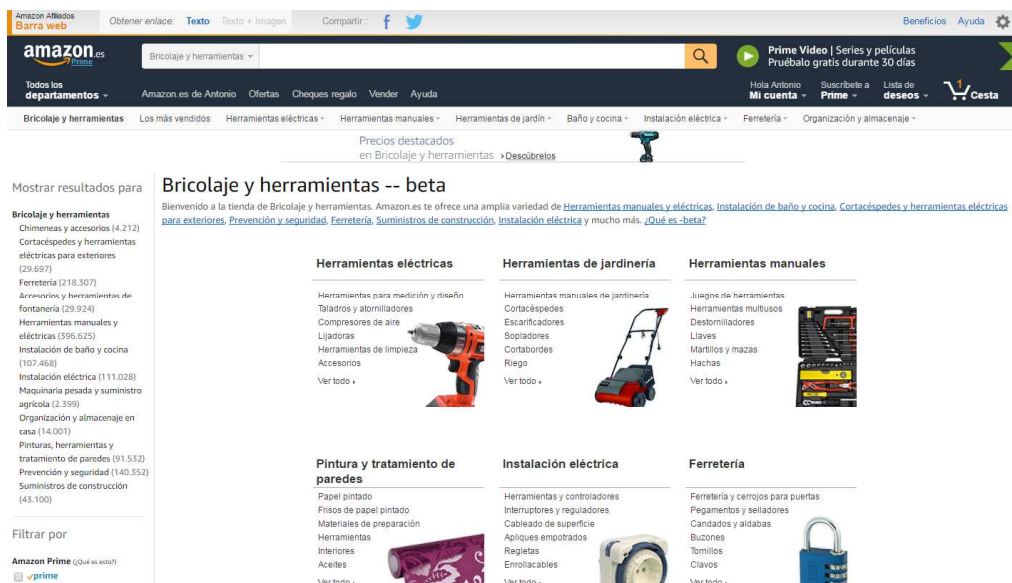 Amazon Afiliados
Barra web
Obtener enlace: Texto Texto + Imagen Compartir : Beneficios Ayuda
amazon.es
Prime
Bricolaje y herramientas
Prime Video | Series y películas
Pruébalo gratis durante 30 días
Todos los
departamentos
Amazon.es de Antonio Ofertas Cheques regalo Vender Ayuda
Hola Antonio
Mi cuenta
Suscríbete a
Prime
Lista de
deseos
1
Cesta
Bricolaje y herramientas Los más vendidos Herramientas eléctricas Herramientas manuales Herramientas de jardín Baño y cocina Instalación eléctrica Ferretería Organización y almacenaje
Precios destacados
en Bricolaje y herramientas › Descúbrelos
Mostrar resultados para
Bricolaje y herramientas
Chimeneas y accesorios (4.212)
Cortacéspedes y herramientas
eléctricas para exteriores
(29.697)
Ferretería (218.307)
Accesorios y herramientas de
fontanería (29.924)
Herramientas manuales y
eléctricas (396.625)
Instalación de baño y cocina
(107.468)
Instalación eléctrica (111.028)
Maquinaria pesada y suministro
agrícola (2.399)
Organización y almacenaje en
casa (14.001)
Pinturas, herramientas y
tratamiento de paredes (91.532)
Prevención y seguridad (140.352)
Suministros de construcción
(43.100)
Filtrar por
Amazon Prime (¿Qué es esto?)
prime
Bricolaje y herramientas -- beta
Bienvenido a la tienda de Bricolaje y herramientas. Amazon.es te ofrece una amplia variedad de Herramientas manuales y eléctricas, Instalación de baño y cocina, Cortacéspedes y herramientas eléctricas
para exteriores, Prevención y seguridad, Ferretería, Suministros de construcción, Instalación eléctrica y mucho más. ¿Qué es -beta?
Herramientas eléctricas
Herramientas para medición y diseño
Taladros y atornilladores
Compresores de aire
Lijadoras
Herramientas de limpieza
Accesorios
Ver todo ›
Herramientas de jardinería
Herramientas manuales de jardinería
Cortacéspedes
Escarificadores
Sopladores
Cortabordes
Riego
Ver todo ›
Herramientas manuales
Juegos de herramientas
Herramientas multiusos
Destornilladores
Llaves
Martillos y mazas
Hachas
Ver todo ›
Pintura y tratamiento de
paredes
Papel pintado
Frisos de papel pintado
Materiales de preparación
Herramientas
Interiores
Aceites
Ver todo ›
Instalación eléctrica
Herramientas y controladores
Interruptores y reguladores
Cableado de superficie
Apliques empotrados
Regletas
Enrollacables
Ver todo ›
Ferretería
Ferretería y cerrojos para puertas
Pegamentos y selladores
Candados y aldabas
Buzones
Tornillos
Clavos
Ver todo ›